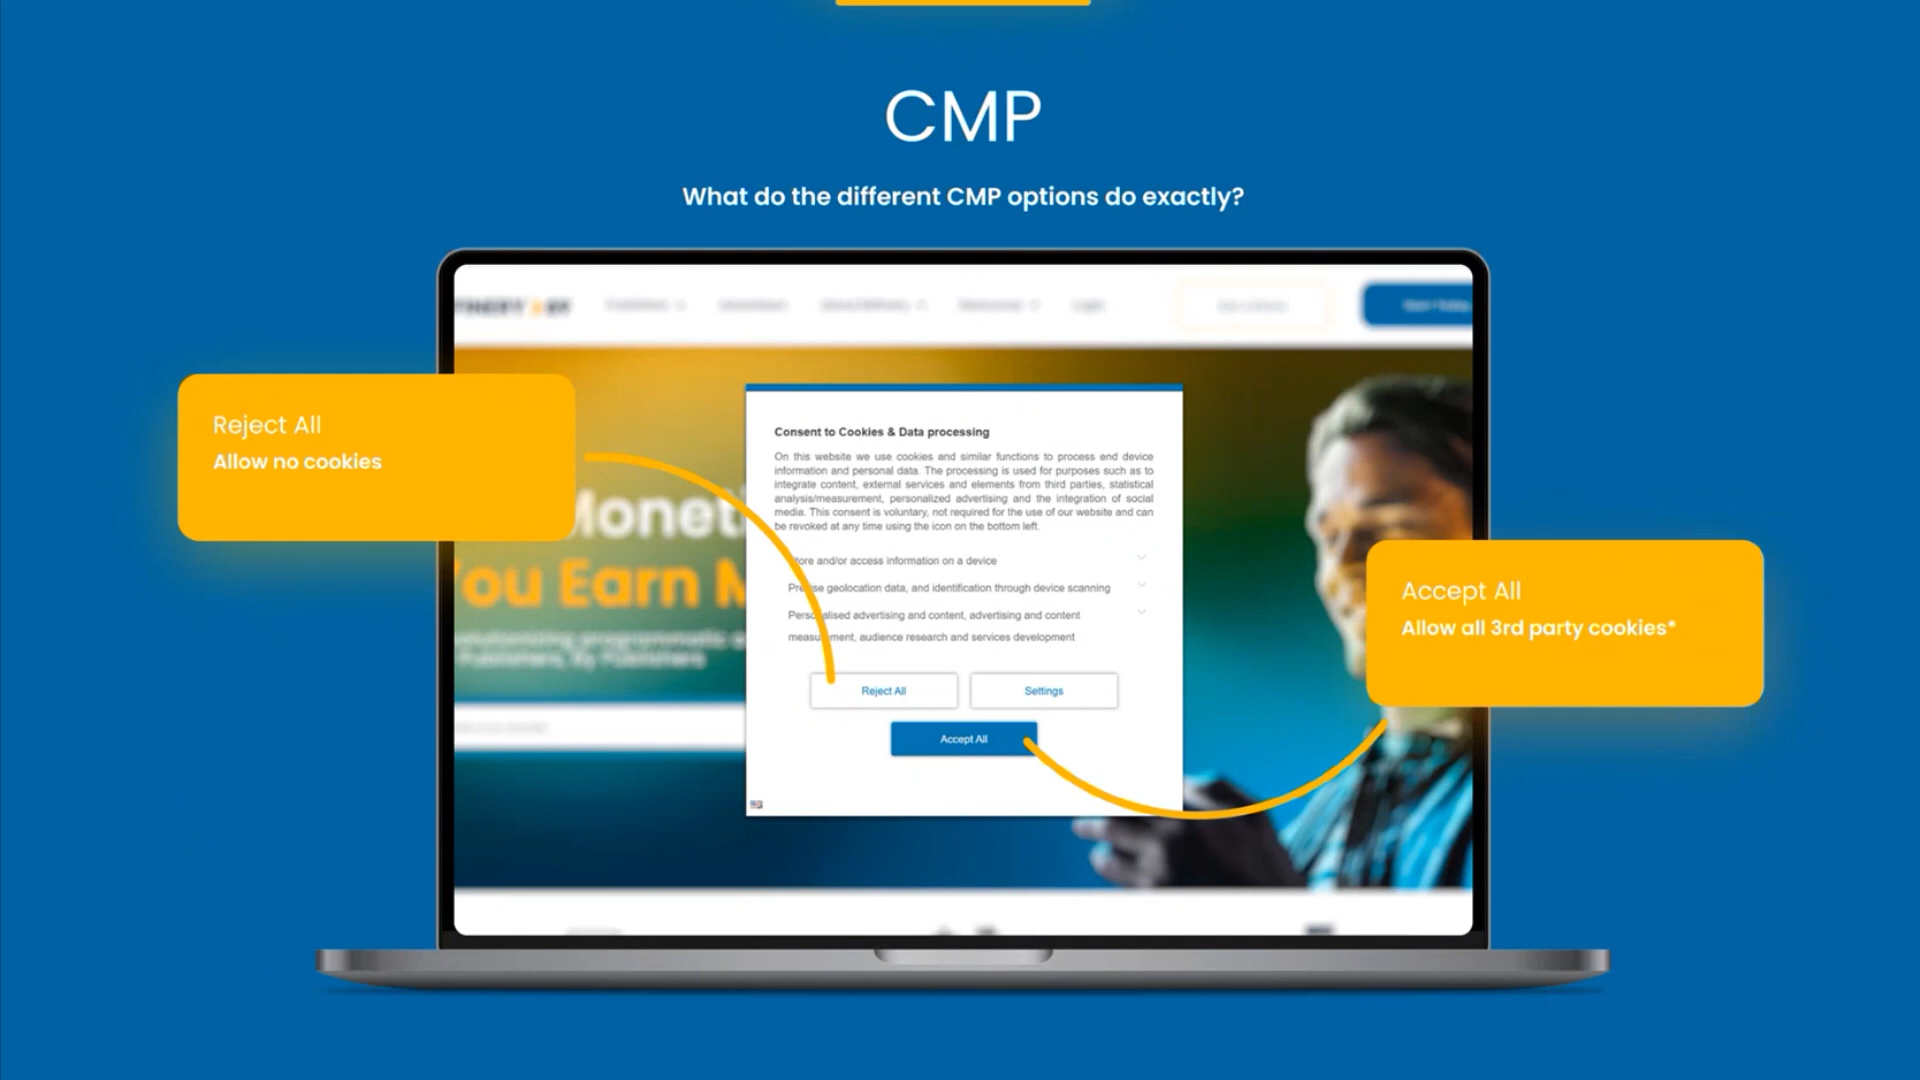 CMP
What do the different CMP options do exactly?
Reject All
Allow no cookies
Consent to Cookies & Data processing
On this website we use cookies and similar functions to process end device
information and personal data. The processing is used for purposes such as to
integrate content, external services and elements from third parties, statistical
analysis/measurement, personalized advertising and the integration of social
media. This consent is voluntary, not required for the use of our website and can
be revoked at any time using the icon on the bottom left.
and/or access information on a device
geolocation data, and identification through device scanning
advertising and content, advertising and content
audience research and services development
Reject All
Settings
Accept All
Accept All
Allow all 3rd party cookies*
ou Earn
Publishers, by Publishers